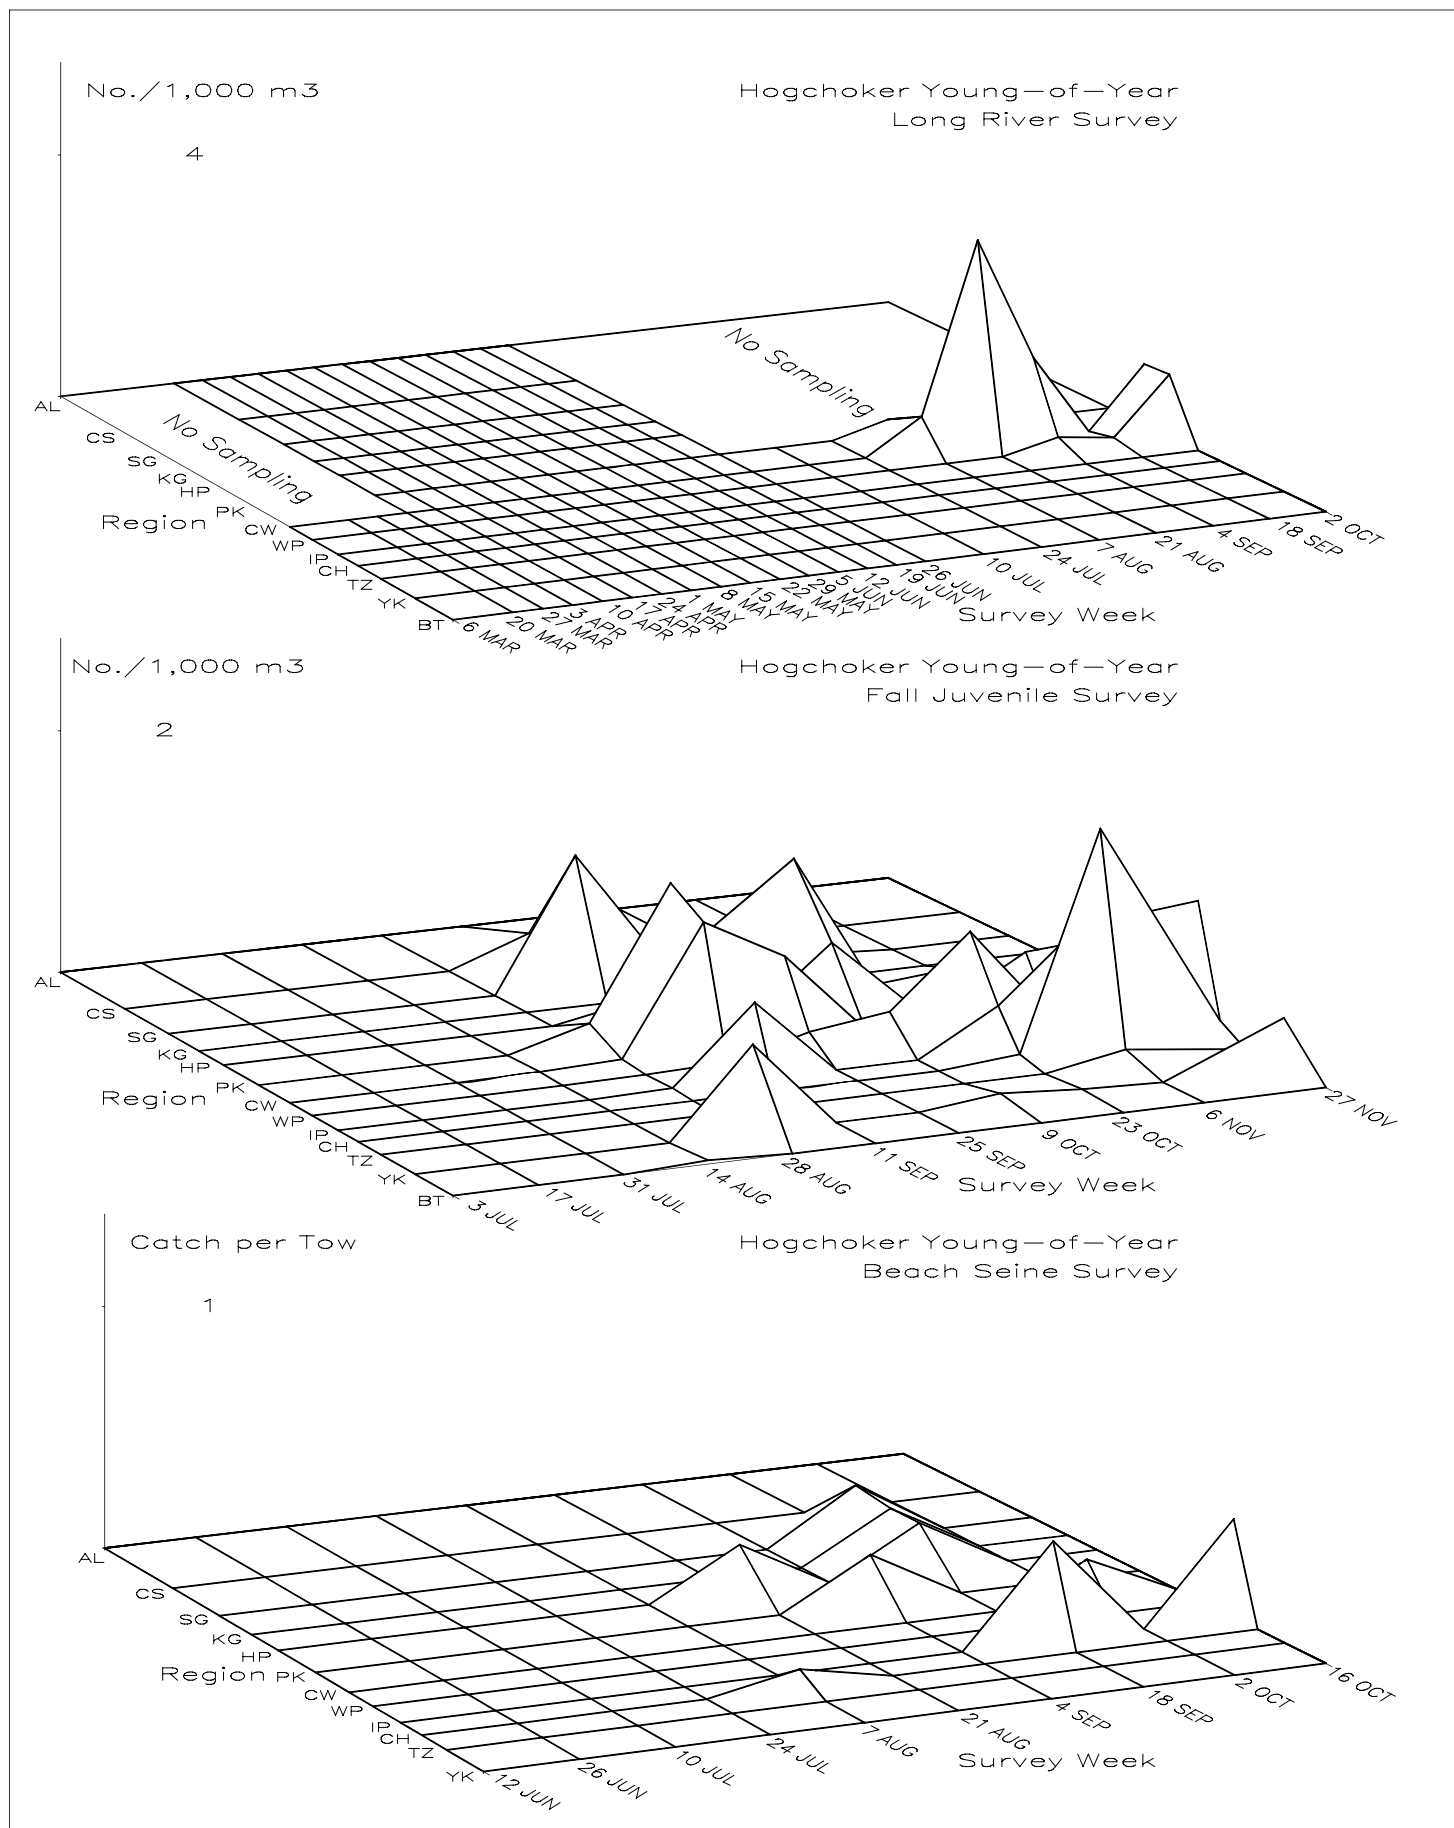 No./1,000 m3
Hogchoker Young-of-Year
Long River Survey
4
No Sampling
No Sampling
AL
CS
SG
KG
HP
PK
Region
CW
WP
IP
CH
TZ
YK
BT
6 MAR
20 MAR
27 MAR
3 APR
10 APR
17 APR
24 APR
1 MAY
8 MAY
15 MAY
22 MAY
29 MAY
5 JUN
12 JUN
19 JUN
26 JUN
10 JUL
24 JUL
7 AUG
21 AUG
4 SEP
18 SEP
2 OCT
Survey Week
No./1,000 m3
Hogchoker Young-of-Year
Fall Juvenile Survey
2
AL
CS
SG
KG
HP
PK
Region
CW
WP
IP
CH
TZ
YK
BT
3 JUL
17 JUL
31 JUL
14 AUG
28 AUG
11 SEP
25 SEP
9 OCT
23 OCT
6 NOV
27 NOV
Survey Week
Catch per Tow
Hogchoker Young-of-Year
Beach Seine Survey
1
AL
CS
SG
KG
HP
Region
PK
CW
WP
IP
CH
TZ
YK
12 JUN
26 JUN
10 JUL
24 JUL
7 AUG
21 AUG
4 SEP
18 SEP
2 OCT
16 OCT
Survey Week